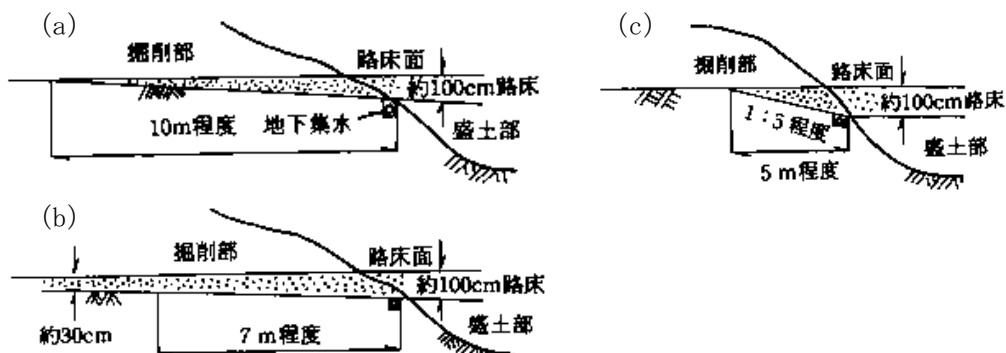 (a)
掘削部
路床面
約100cm路床
10m程度 地下集水
盛土部
(c)
掘削部
路床面
約100cm路床
1:5程度
盛土部
5m程度
(b)
掘削部
路床面
約100cm路床
盛土部
約30cm
7m程度